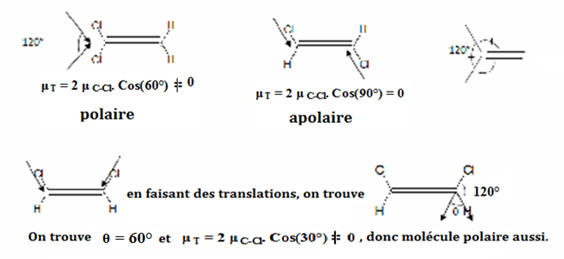 120°
Cl
Cl
H
H
Cl
H
H
Cl
120°
μT = 2 μC-Cl. Cos(60°) ≠ 0
μT = 2 μC-Cl. Cos(90°) = 0
polaire
apolaire
Cl
Cl
H
H
en faisant des translations, on trouve
C
Cl
H
θ
H
120°
On trouve θ = 60° et μT = 2 μC-Cl. Cos(30°) ≠ 0 , donc molécule polaire aussi.